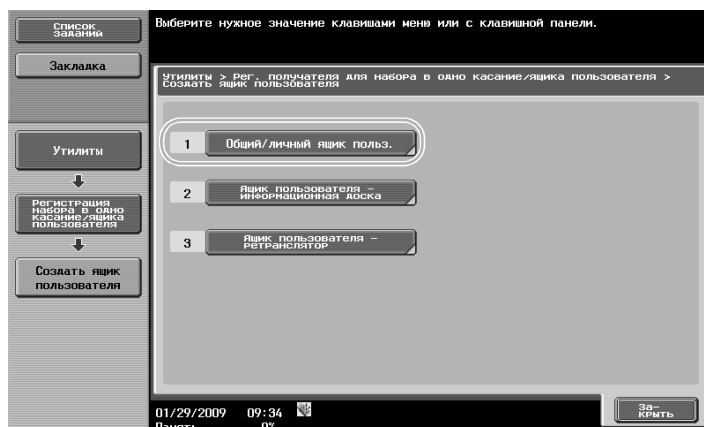 Список
заданий
Закладка
Утилиты
Регистрация
набора в одно
касание/ящика
пользователя
Создать ящик
пользователя
Выберите нужное значение клавишами меню или с клавишной панели.
Утилиты > Рег. получателя для набора в одно касание/ящика пользователя >
Создать ящик пользователя
1 Общий/личный ящик польз.
2 Ящик пользователя -
информационная доска
3 Ящик пользователя -
ретранслятор
01/29/2009 09:34
Память 0%
За-
крыть